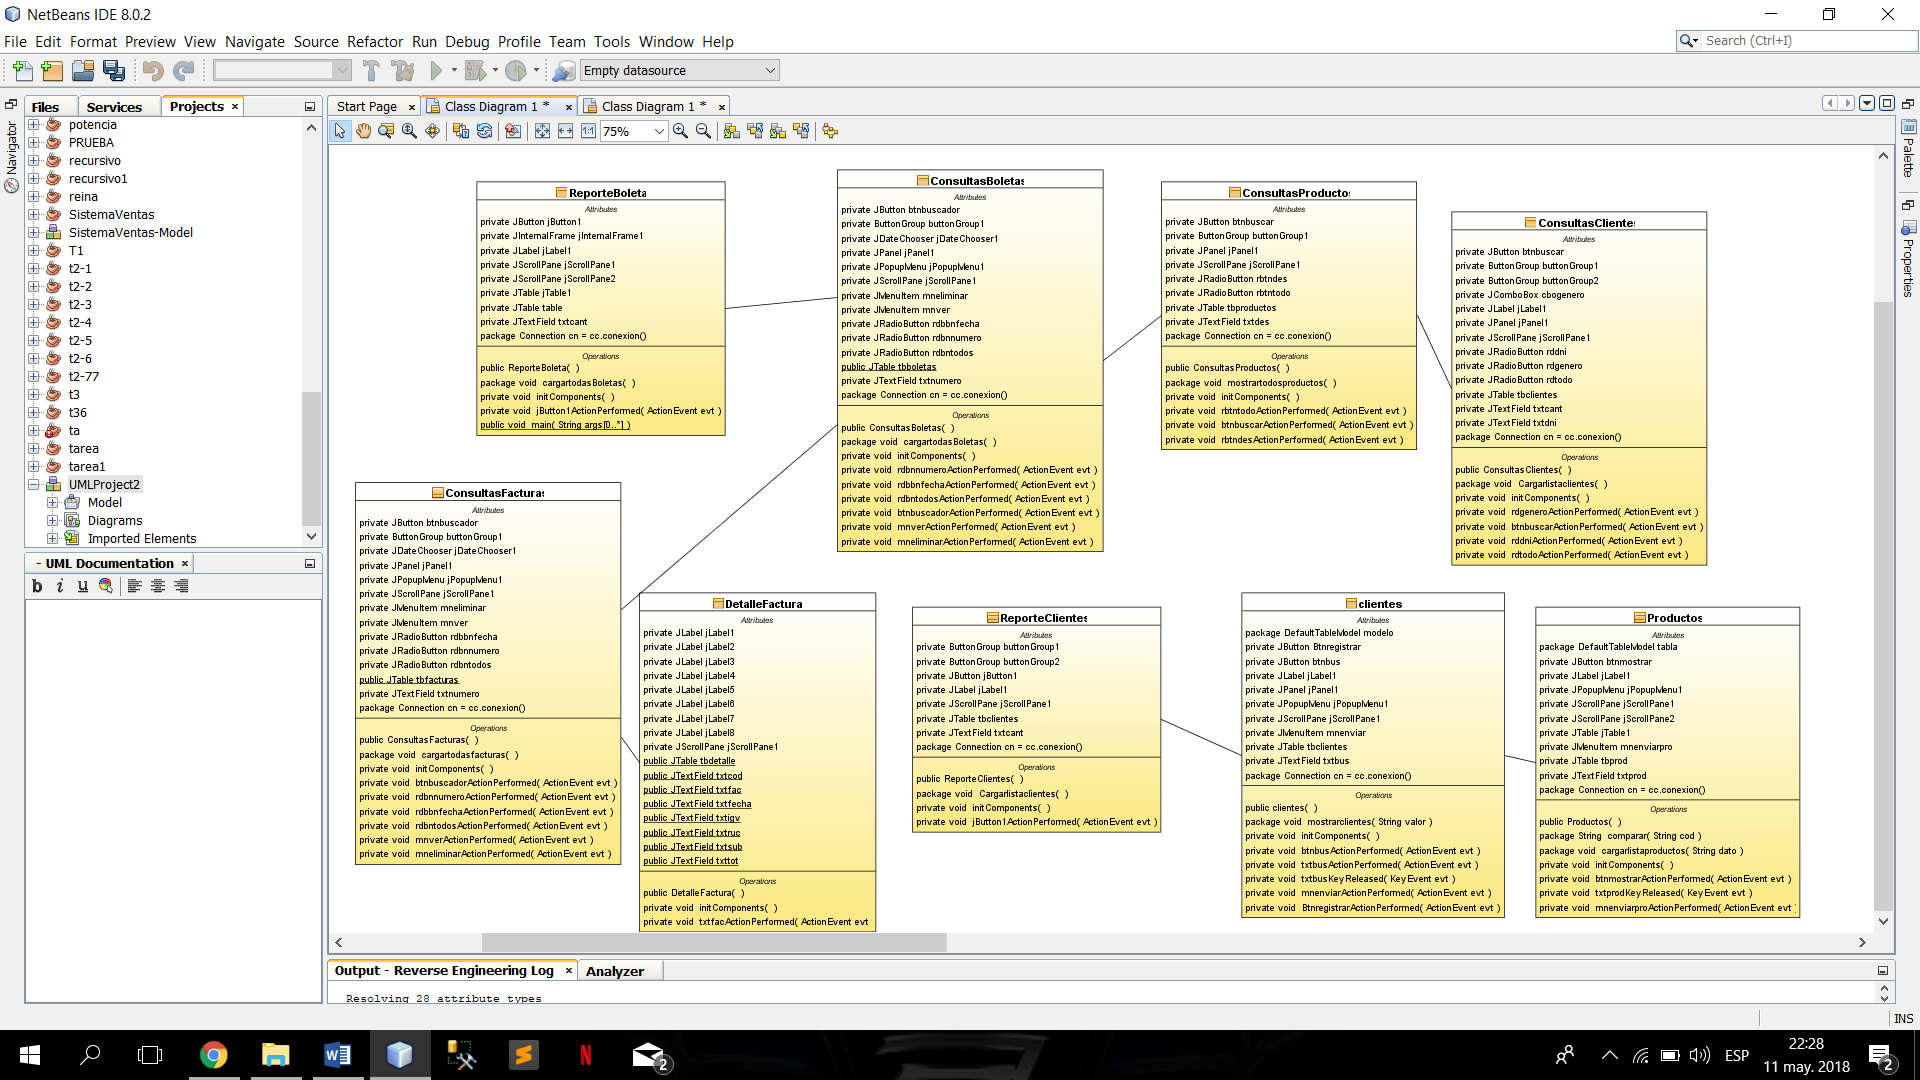 NetBeans IDE 8.0.2
File Edit Format Preview View Navigate Source Refactor Run Debug Profile Team Tools Window Help
Search (Ctrl+I)
Empty datasource
Files Services Projects
Start Page
Class Diagram 1 *
Class Diagram 1 *
Navigator
75%
potencia
PRUEBA
recursivo
recursivo1
reina
SistemaVentas
SistemaVentas-Model
T1
t2-1
t2-2
t2-3
t2-4
t2-5
t2-6
t2-77
t3
t36
ta
tarea
tarea1
UMLProject2
Model
Diagrams
Imported Elements
- UML Documentation
b i u
ReporteBoleta
Attributes
private JButton jButton1
private JInternalFrame jInternalFrame1
private JLabel jLabel1
private JScrollPane jScrollPane1
private JScrollPane jScrollPane2
private JTable jTable1
private JTable table
private JTextField txtcant
package Connection cn = cc.conexion()
Operations
public ReporteBoleta( )
package void cargartodasBoletas( )
private void initComponents( )
private void jButton1ActionPerformed( ActionEvent evt )
public void main( String args[0..*] )
ConsultasBoletas
Attributes
private JButton btnbuscador
private ButtonGroup buttonGroup1
private JDateChooser jDateChooser1
private JPanel jPanel1
private JPopupMenu jPopupMenu1
private JScrollPane jScrollPane1
private JMenuItem mneliminar
private JMenuItem mnver
private JRadioButton rdbbnfecha
private JRadioButton rdbnnumero
private JRadioButton rdbntodos
public JTable tbboletas
private JTextField txtnumero
package Connection cn = cc.conexion()
Operations
public ConsultasBoletas( )
package void cargartodasBoletas( )
private void initComponents( )
private void rdbnnumeroActionPerformed( ActionEvent evt )
private void rdbbnfechaActionPerformed( ActionEvent evt )
private void rdbntodosActionPerformed( ActionEvent evt )
private void btnbuscadorActionPerformed( ActionEvent evt )
private void mnverActionPerformed( ActionEvent evt )
private void mneliminarActionPerformed( ActionEvent evt )
ConsultasProducto
Attributes
private JButton btnbuscar
private ButtonGroup buttonGroup1
private JPanel jPanel1
private JScrollPane jScrollPane1
private JRadioButton rbtndes
private JRadioButton rbtntodo
private JTable tbproductos
private JTextField txtdes
package Connection cn = cc.conexion()
Operations
public ConsultasProductos( )
package void mostrartodosproductos( )
private void initComponents( )
private void rbtntodoActionPerformed( ActionEvent evt )
private void btnbuscarActionPerformed( ActionEvent evt )
private void rbtndesActionPerformed( ActionEvent evt )
ConsultasCliente
Attributes
private JButton btnbuscar
private ButtonGroup buttonGroup1
private ButtonGroup buttonGroup2
private JComboBox cbogenero
private JLabel jLabel1
private JPanel jPanel1
private JScrollPane jScrollPane1
private JRadioButton rddni
private JRadioButton rdgenero
private JRadioButton rdtodo
private JTable tbclientes
private JTextField txtcant
private JTextField txtdni
package Connection cn = cc.conexion()
Operations
public ConsultasClientes( )
package void Cargarlistaclientes( )
private void initComponents( )
private void rdgeneroActionPerformed( ActionEvent evt )
private void btnbuscarActionPerformed( ActionEvent evt )
private void rddniActionPerformed( ActionEvent evt )
private void rdtodoActionPerformed( ActionEvent evt )
ConsultasFacturas
Attributes
private JButton btnbuscador
private ButtonGroup buttonGroup1
private JDateChooser jDateChooser1
private JPanel jPanel1
private JPopupMenu jPopupMenu1
private JScrollPane jScrollPane1
private JMenuItem mneliminar
private JMenuItem mnver
private JRadioButton rdbbnfecha
private JRadioButton rdbnnumero
private JRadioButton rdbntodos
public JTable tbfacturas
private JTextField txtnumero
package Connection cn = cc.conexion()
Operations
public ConsultasFacturas( )
package void cargartodasfacturas( )
private void initComponents( )
private void btnbuscadorActionPerformed( ActionEvent evt )
private void rdbnnumeroActionPerformed( ActionEvent evt )
private void rdbbnfechaActionPerformed( ActionEvent evt )
private void rdbntodosActionPerformed( ActionEvent evt )
private void mnverActionPerformed( ActionEvent evt )
private void mneliminarActionPerformed( ActionEvent evt )
DetalleFactura
Attributes
private JLabel jLabel1
private JLabel jLabel2
private JLabel jLabel3
private JLabel jLabel4
private JLabel jLabel5
private JLabel jLabel6
private JLabel jLabel7
private JLabel jLabel8
private JScrollPane jScrollPane1
public JTable tbdetalle
public JTextField txtcod
public JTextField txtfac
public JTextField txtfecha
public JTextField txtigv
public JTextField txtruc
public JTextField txtsub
public JTextField txttot
Operations
public DetalleFactura( )
private void initComponents( )
private void txtfacActionPerformed( ActionEvent evt
ReporteClientes
Attributes
private ButtonGroup buttonGroup1
private ButtonGroup buttonGroup2
private JButton jButton1
private JLabel jLabel1
private JScrollPane jScrollPane1
private JTable tbclientes
private JTextField txtcant
package Connection cn = cc.conexion()
Operations
public ReporteClientes( )
package void Cargarlistaclientes( )
private void initComponents( )
private void jButton1ActionPerformed( ActionEvent evt )
clientes
Attributes
package DefaultTableModel modelo
private JButton Btnregistrar
private JButton btnbus
private JLabel jLabel1
private JPanel jPanel1
private JPopupMenu jPopupMenu1
private JScrollPane jScrollPane1
private JMenuItem mnenviar
private JTable tbclientes
private JTextField txtbus
package Connection cn = cc.conexion()
Operations
public clientes( )
package void mostrarclientes( String valor )
private void initComponents( )
private void btnbusActionPerformed( ActionEvent evt )
private void txtbusActionPerformed( ActionEvent evt )
private void txtbusKeyReleased( KeyEvent evt )
private void mnenviarActionPerformed( ActionEvent evt )
private void BtnregistrarActionPerformed( ActionEvent evt )
Productos
Attributes
package DefaultTableModel tabla
private JButton btnmostrar
private JLabel jLabel1
private JPopupMenu jPopupMenu1
private JScrollPane jScrollPane1
private JScrollPane jScrollPane2
private JTable jTable1
private JMenuItem mnenviarpro
private JTable tbprod
private JTextField txtprod
package Connection cn = cc.conexion()
Operations
public Productos( )
package String comparar( String cod )
package void cargarlistaproductos( String dato )
private void initComponents( )
private void btnmostrarActionPerformed( ActionEvent evt )
private void txtprodKeyReleased( KeyEvent evt )
private void mnenviarproActionPerformed( ActionEvent evt
Palette
Properties
Output - Reverse Engineering Log
Analyzer
Resolving 28 attribute types
INS
2
ESP
22:28
11 may. 2018
2